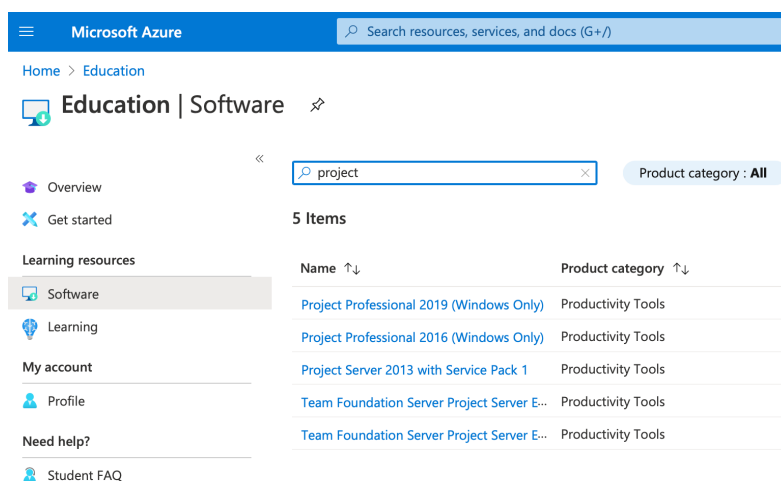 Microsoft Azure
Search resources, services, and docs (G+/)
Home > Education
Education | Software
«
project
Product category : All
Overview
Get started
5 Items
Learning resources
Name ↑↓
Product category ↑↓
Software
Project Professional 2019 (Windows Only)
Productivity Tools
Learning
Project Professional 2016 (Windows Only)
Productivity Tools
My account
Project Server 2013 with Service Pack 1
Productivity Tools
Profile
Team Foundation Server Project Server E...
Productivity Tools
Need help?
Team Foundation Server Project Server E...
Productivity Tools
Student FAQ